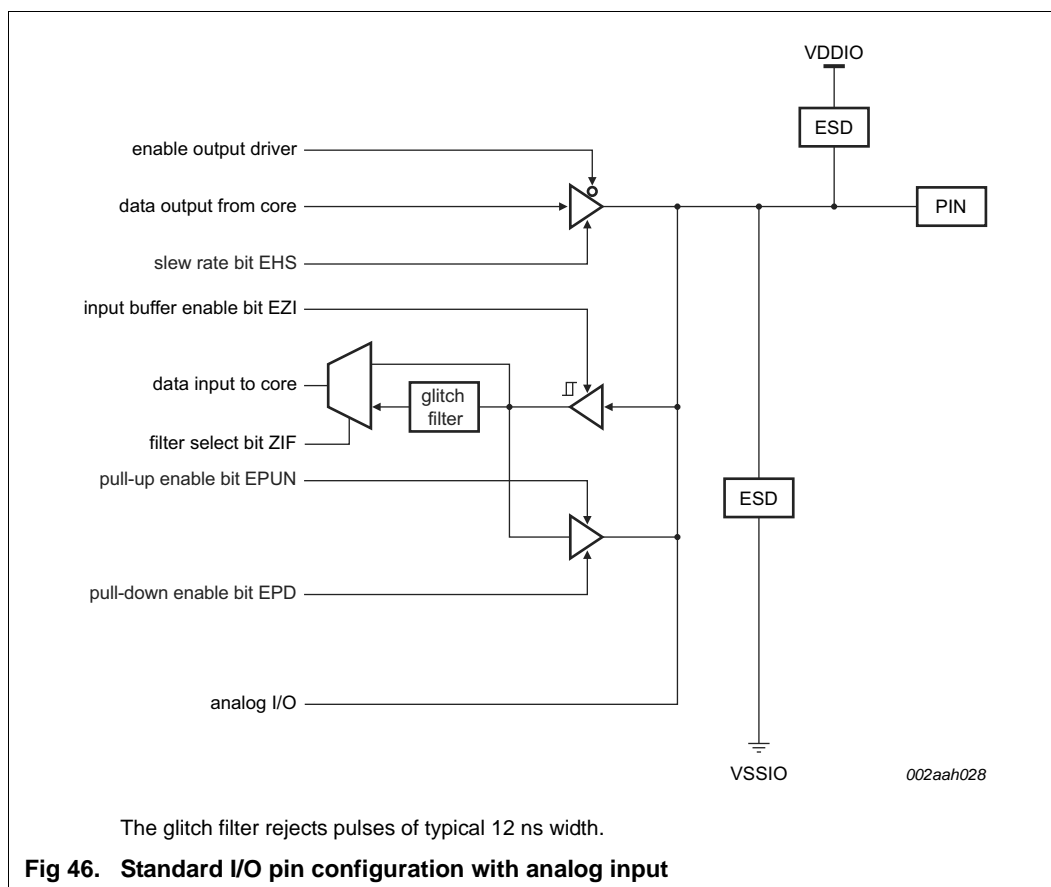 VDDIO
ESD
enable output driver
data output from core
PIN
slew rate bit EHS
input buffer enable bit EZI
data input to core
glitch
filter
filter select bit ZIF
pull-up enable bit EPUN
ESD
pull-down enable bit EPD
analog I/O
VSSIO
002aah028
The glitch filter rejects pulses of typical 12 ns width.
Fig 46. Standard I/O pin configuration with analog input